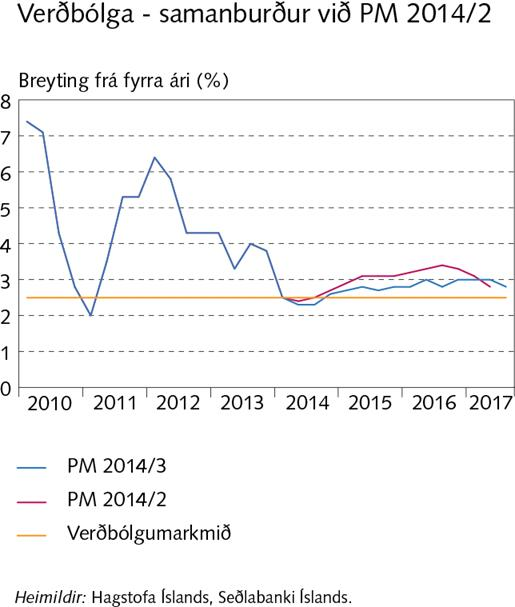 Verðbólga - samanburður við PM 2014/2
Breyting frá fyrra ári (%)
8
7
6
5
4
3
2
1
0
2010 2011 2012 2013 2014 2015 2016 2017
PM 2014/3
PM 2014/2
Verðbólgumarkmið
Heimildir: Hagstofa Íslands, Seðlabanki Íslands.